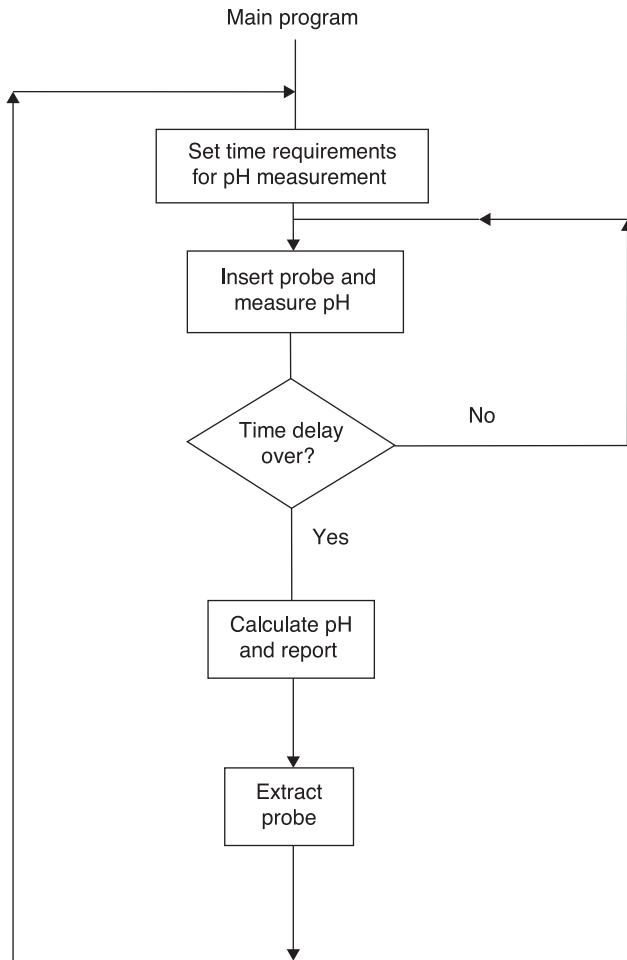 Main program
Set time requirements
for pH measurement
Insert probe and
measure pH
Time delay
over?
No
Yes
Calculate pH
and report
Extract
probe